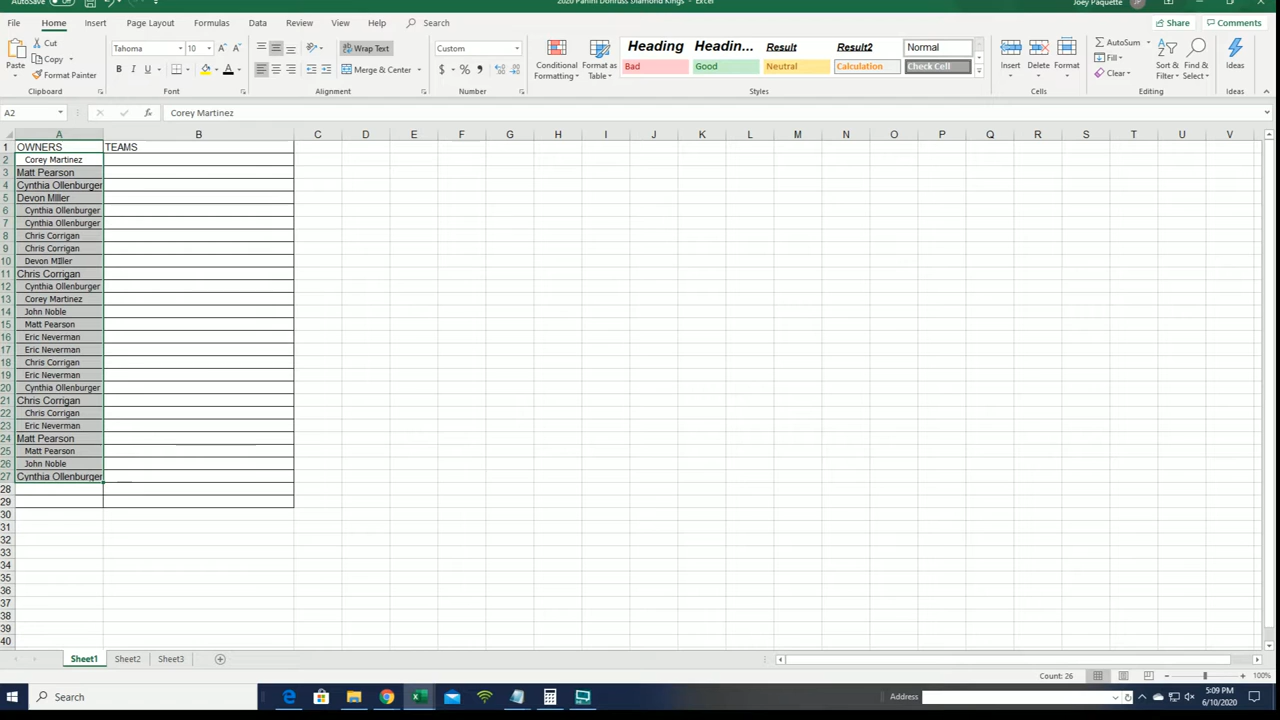 AutoSave
2020 Panini Donruss Diamond Kings - Excel
Joey Paquette JP
File Home Insert Page Layout Formulas Data Review View Help Search Share Comments
Paste Cut Copy Format Painter Clipboard
Tahoma 10 B I U A Font
Wrap Text Merge & Center Alignment
Custom $ % , Number
Conditional Formatting Format as Table
Heading Headin... Result Result2 Normal
Bad Good Neutral Calculation Check Cell
Styles
Insert Delete Format Cells
AutoSum Fill Clear Sort & Filter Find & Select Editing
Ideas Ideas
A2 fx Corey Martinez
A B C D E F G H I J K L M N O P Q R S T U V
1 OWNERS TEAMS
2 Corey Martinez
3 Matt Pearson
4 Cynthia Ollenburger
5 Devon MIller
6 Cynthia Ollenburger
7 Cynthia Ollenburger
8 Chris Corrigan
9 Chris Corrigan
10 Devon MIller
11 Chris Corrigan
12 Cynthia Ollenburger
13 Corey Martinez
14 John Noble
15 Matt Pearson
16 Eric Neverman
17 Eric Neverman
18 Chris Corrigan
19 Eric Neverman
20 Cynthia Ollenburger
21 Chris Corrigan
22 Chris Corrigan
23 Eric Neverman
24 Matt Pearson
25 Matt Pearson
26 John Noble
27 Cynthia Ollenburger
28
29
30
31
32
33
34
35
36
37
38
39
40
Sheet1 Sheet2 Sheet3
Count: 26 100%
Search Address 5:09 PM
6/10/2020